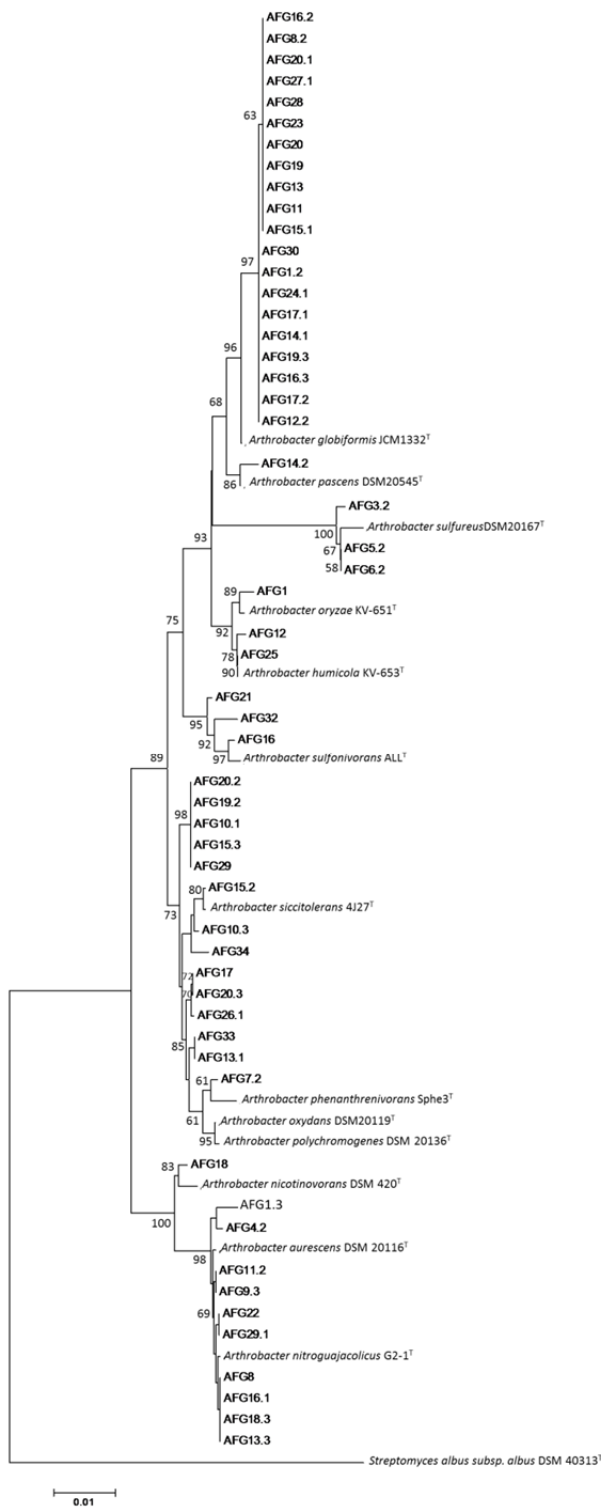 AFG16.2
AFG8.2
AFG20.1
AFG27.1
AFG28
63
AFG23
AFG20
AFG19
AFG13
AFG11
AFG15.1
AFG30
97
AFG1.2
AFG24.1
AFG17.1
AFG14.1
96
AFG19.3
AFG16.3
68
AFG17.2
AFG12.2
Arthrobacter globiformis JCM1332ᵀ
AFG14.2
86
Arthrobacter pascens DSM20545ᵀ
AFG3.2
100
Arthrobacter sulfureusDSM20167ᵀ
93
67
AFG5.2
58
AFG6.2
89
AFG1
Arthrobacter oryzae KV-651ᵀ
75
92
AFG12
78
AFG25
90
Arthrobacter humicola KV-653ᵀ
AFG21
95
AFG32
92
AFG16
97
Arthrobacter sulfonivorans ALLᵀ
89
AFG20.2
AFG19.2
98
AFG10.1
AFG15.3
AFG29
80
AFG15.2
Arthrobacter siccitolerans 4J27ᵀ
73
AFG10.3
AFG34
72
AFG17
70
AFG20.3
AFG26.1
AFG33
85
AFG13.1
61
AFG7.2
Arthrobacter phenanthrenivorans Sphe3ᵀ
61
Arthrobacter oxydans DSM20119ᵀ
95
Arthrobacter polychromogenes DSM 20136ᵀ
83
AFG18
Arthrobacter nicotinovorans DSM 420ᵀ
100
AFG1.3
AFG4.2
Arthrobacter aurescens DSM 20116ᵀ
98
AFG11.2
AFG9.3
69
AFG22
AFG29.1
Arthrobacter nitroguajacolicus G2-1ᵀ
AFG8
AFG16.1
AFG18.3
AFG13.3
Streptomyces albus subsp. albus DSM 40313ᵀ
0.01